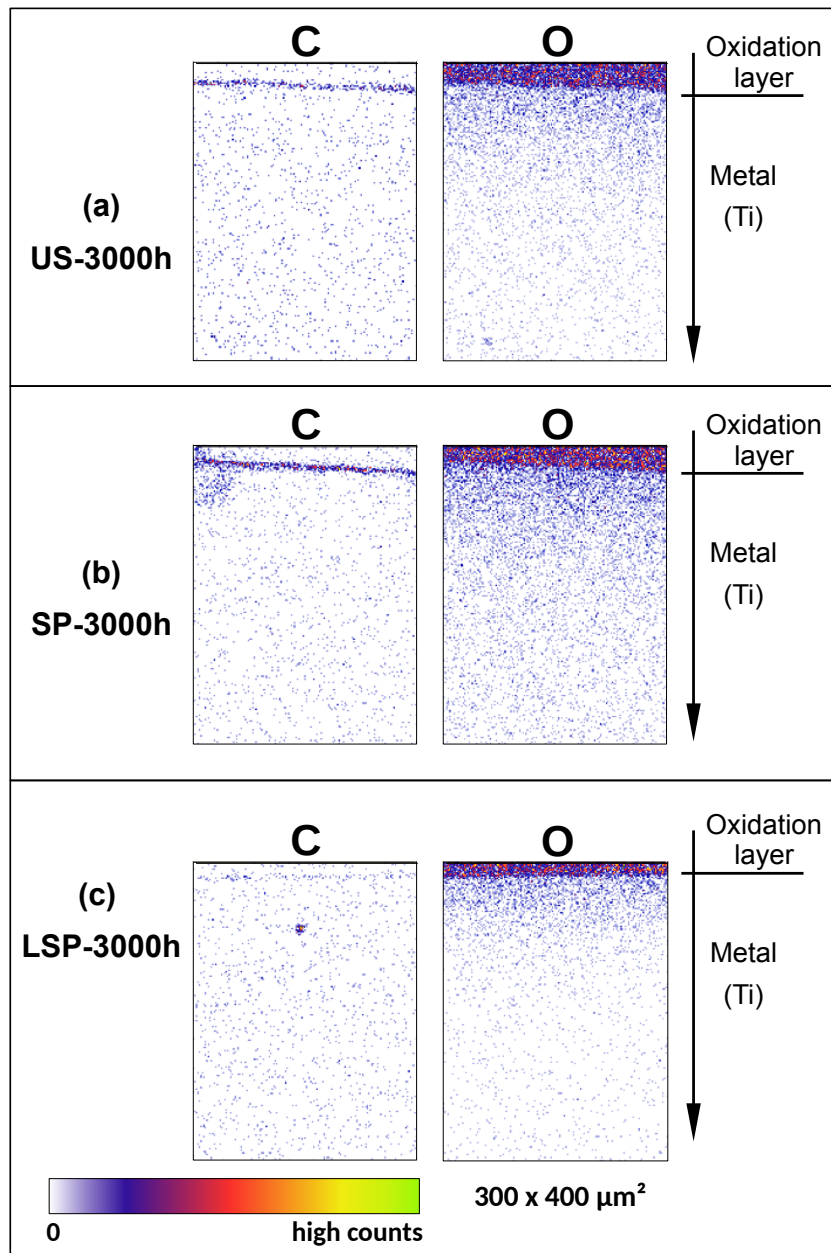 C
O
Oxidation
layer
(a)
US-3000h
Metal
(Ti)
C
O
Oxidation
layer
(b)
SP-3000h
Metal
(Ti)
C
O
Oxidation
layer
(c)
LSP-3000h
Metal
(Ti)
0
high counts
300 x 400 µm²